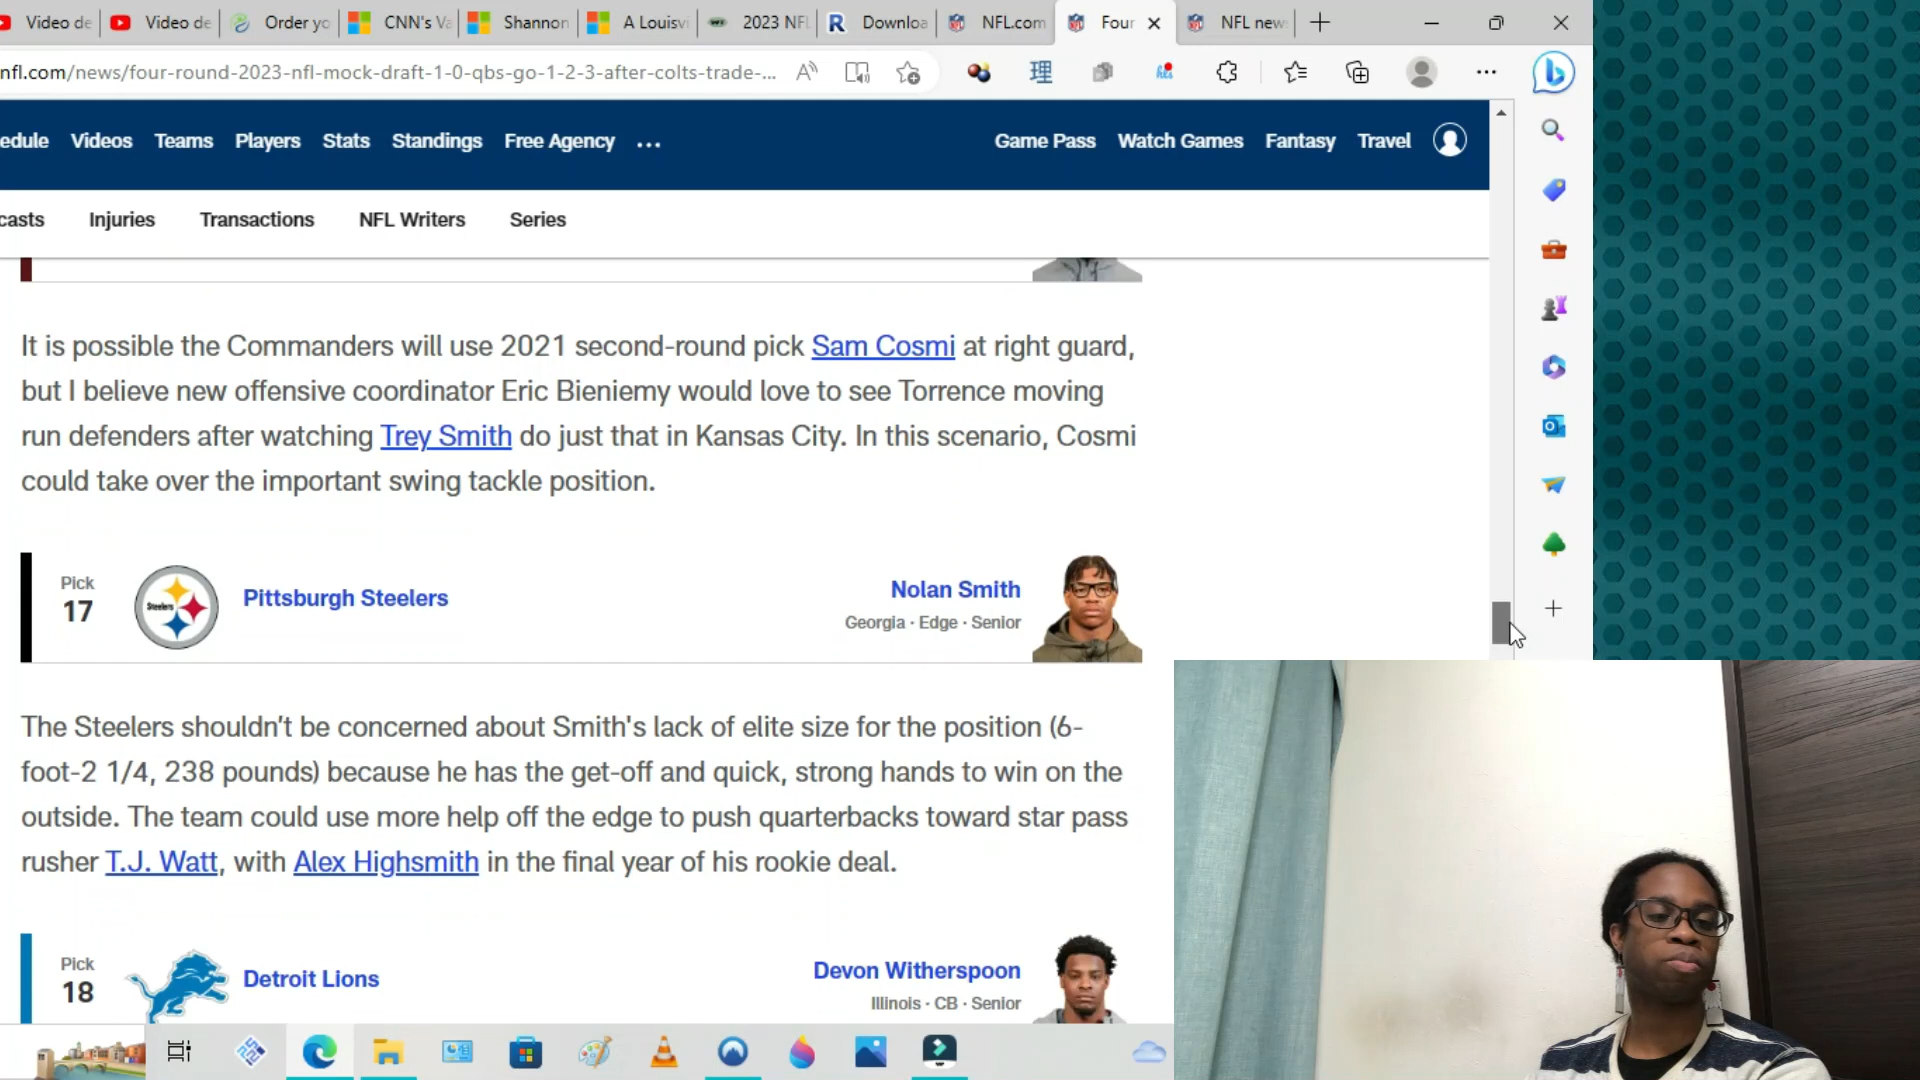 Video de
Video de
Order yo
CNN's Va
Shannon
A Louisvi
2023 NFL
Downloa
NFL.com
Four
NFL new
nfl.com/news/four-round-2023-nfl-mock-draft-1-0-qbs-go-1-2-3-after-colts-trade-...
edule Videos Teams Players Stats Standings Free Agency ... Game Pass Watch Games Fantasy Travel
casts Injuries Transactions NFL Writers Series
It is possible the Commanders will use 2021 second-round pick Sam Cosmi at right guard,
but I believe new offensive coordinator Eric Bieniemy would love to see Torrence moving
run defenders after watching Trey Smith do just that in Kansas City. In this scenario, Cosmi
could take over the important swing tackle position.
Pick
17
Steelers
Pittsburgh Steelers
Nolan Smith
Georgia · Edge · Senior
The Steelers shouldn't be concerned about Smith's lack of elite size for the position (6-
foot-2 1/4, 238 pounds) because he has the get-off and quick, strong hands to win on the
outside. The team could use more help off the edge to push quarterbacks toward star pass
rusher T.J. Watt, with Alex Highsmith in the final year of his rookie deal.
Pick
18
Detroit Lions
Devon Witherspoon
Illinois · CB · Senior